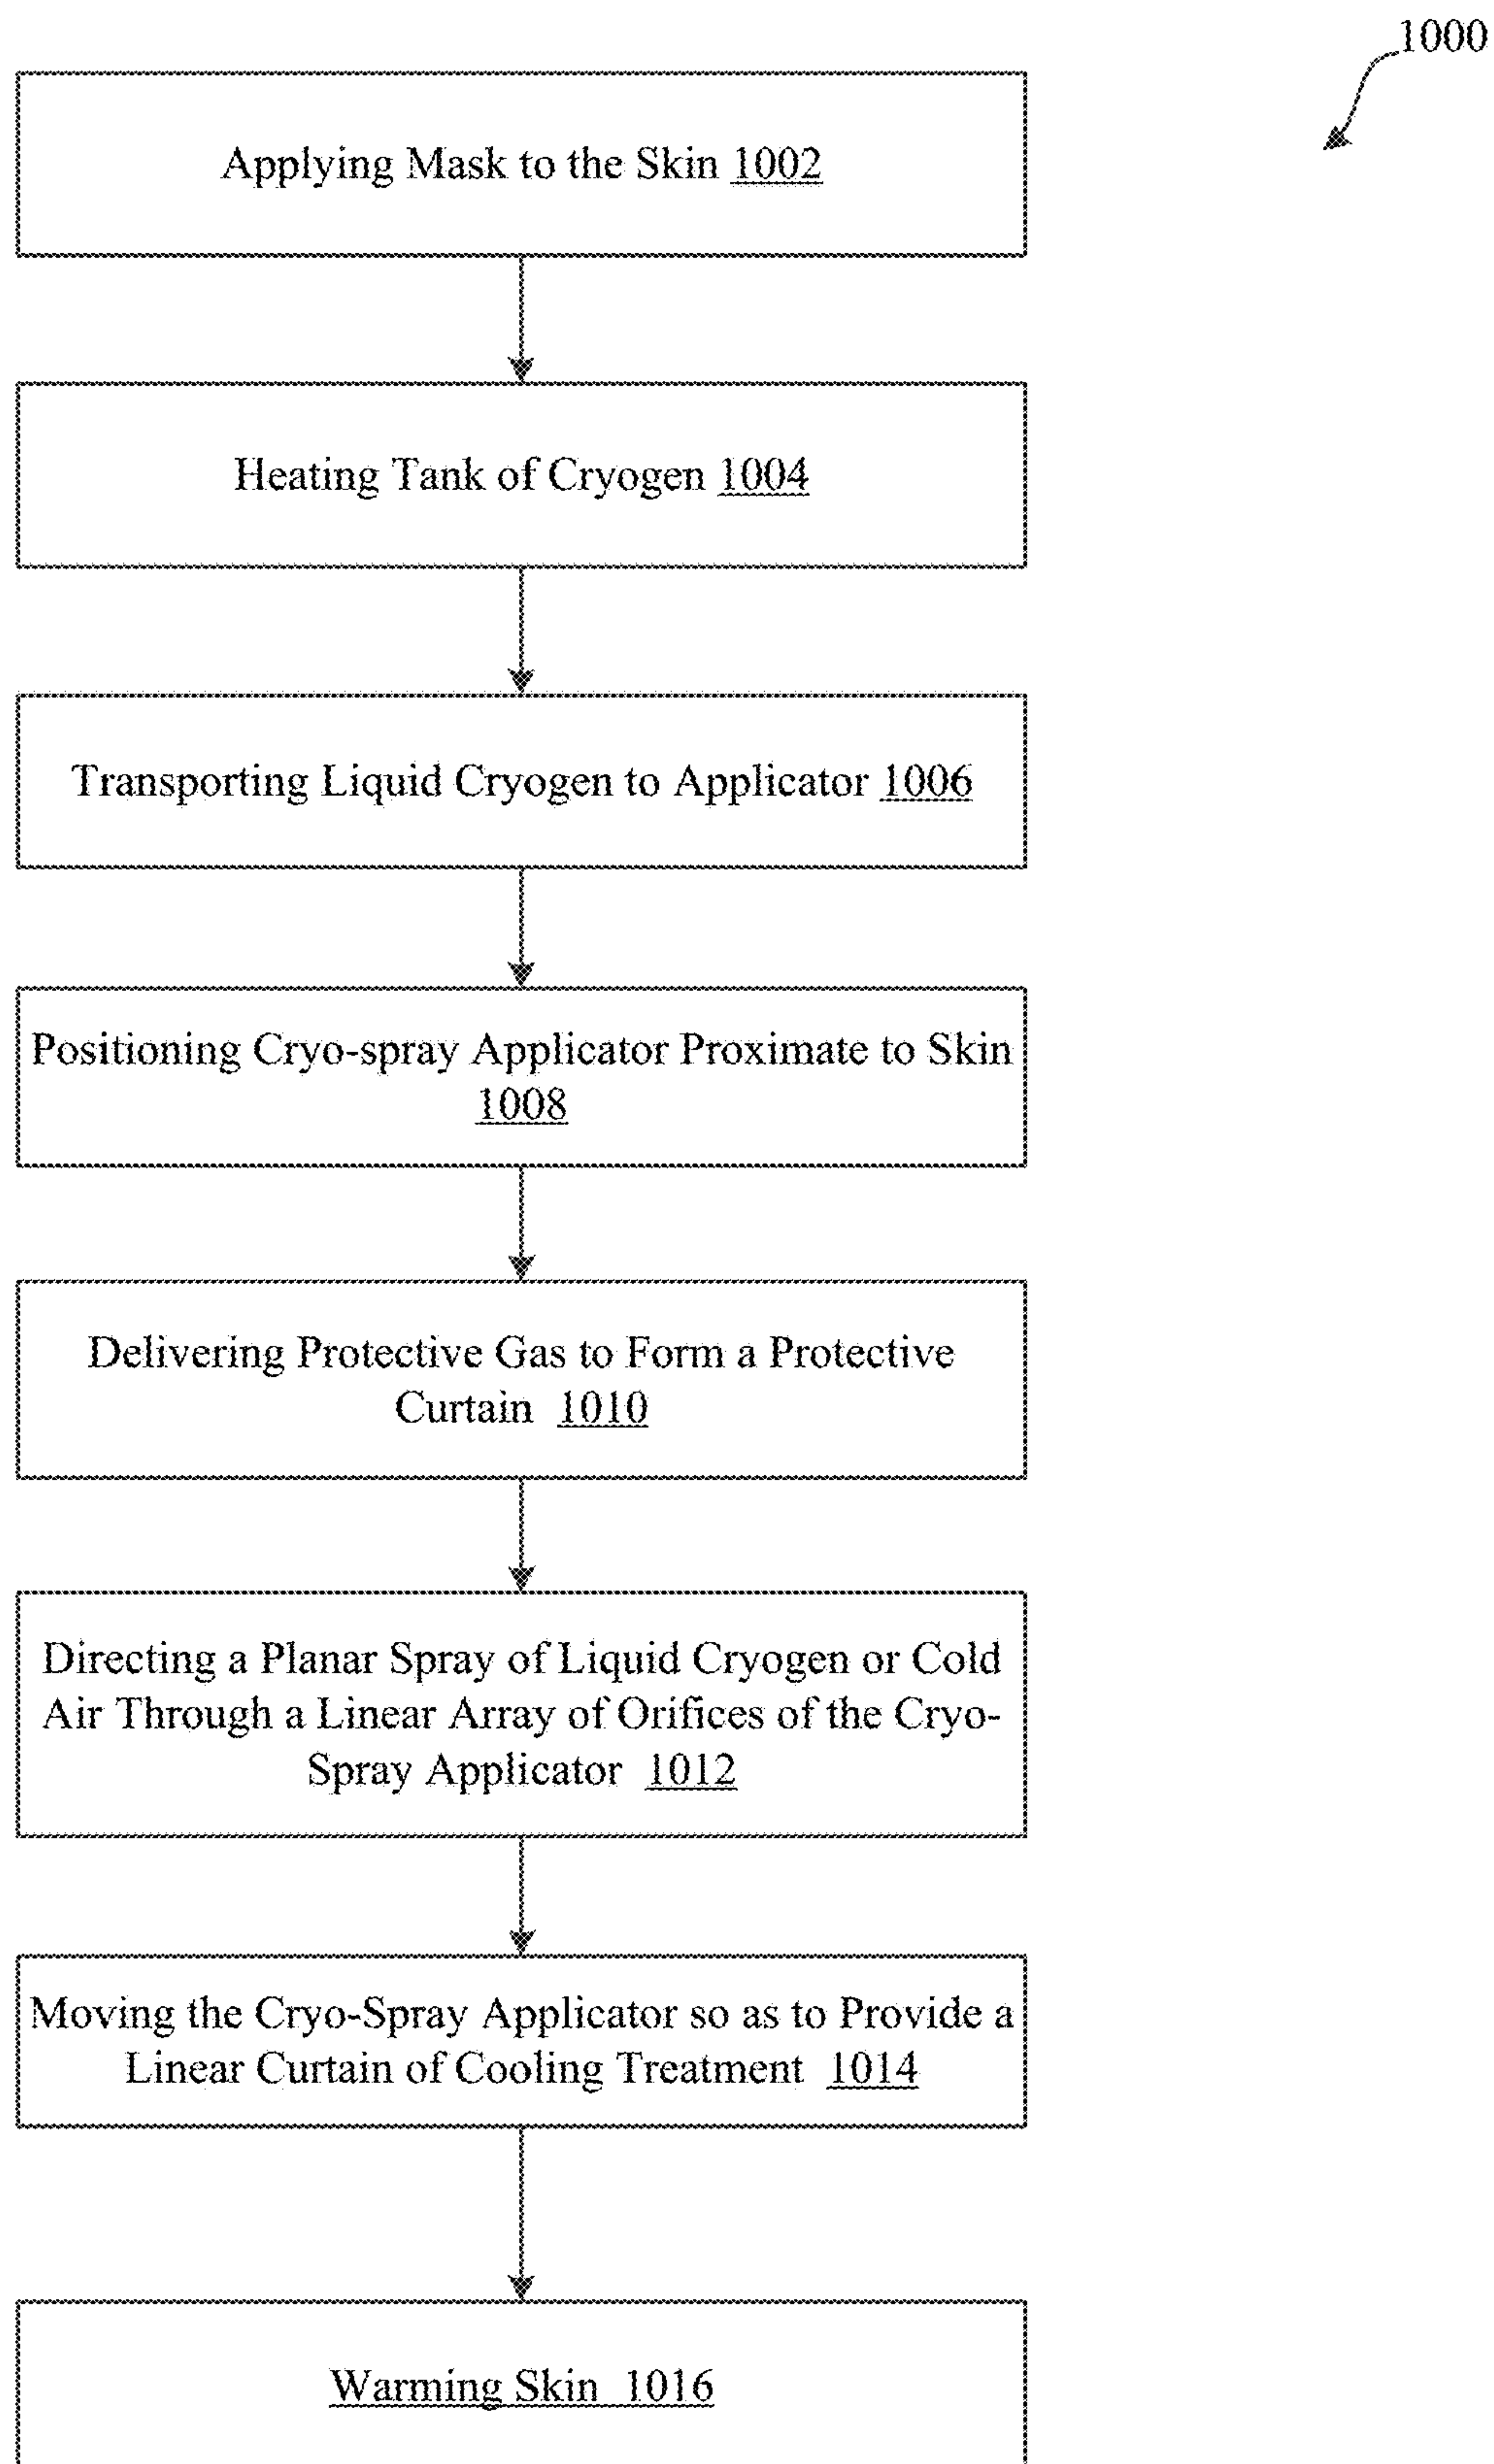 1000
Applying Mask to the Skin 1002
Heating Tank of Cryogen 1004
Transporting Liquid Cryogen to Applicator 1006
Positioning Cryo-spray Applicator Proximate to Skin
1008
Delivering Protective Gas to Form a Protective
Curtain 1010
Directing a Planar Spray of Liquid Cryogen or Cold
Air Through a Linear Array of Orifices of the Cryo-
Spray Applicator 1012
Moving the Cryo-Spray Applicator so as to Provide a
Linear Curtain of Cooling Treatment 1014
Warming Skin 1016